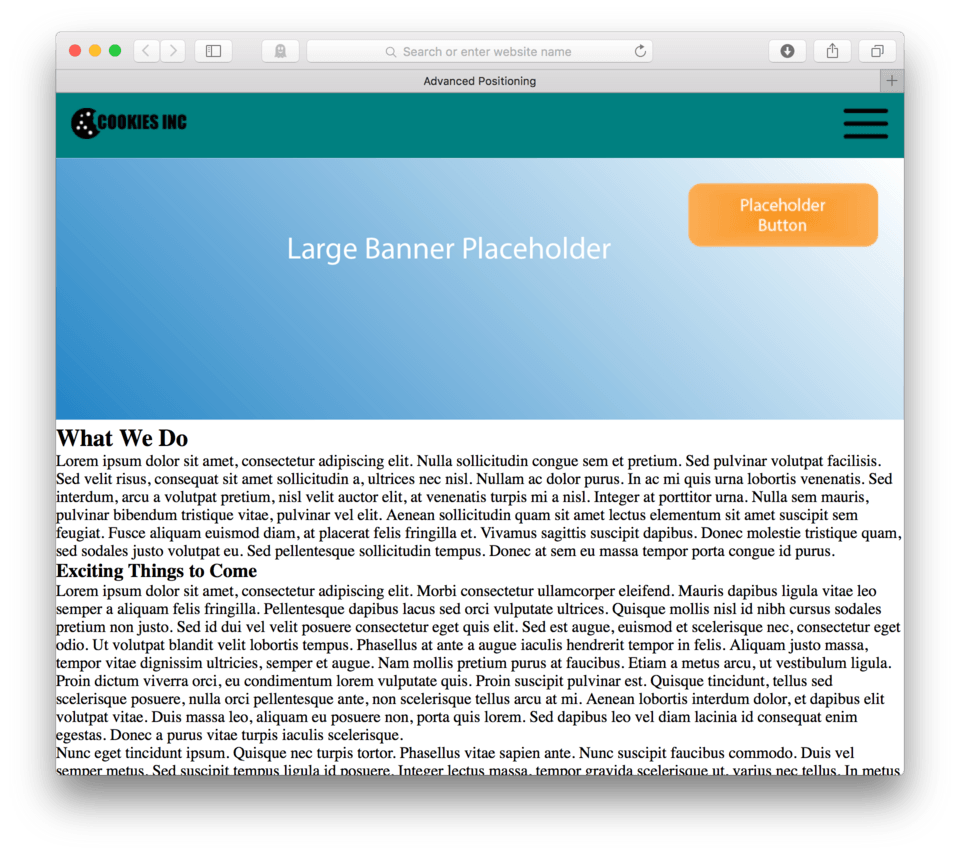 Search or enter website name
Advanced Positioning
COOKIES INC
Placeholder
Button
Large Banner Placeholder
What We Do
Lorem ipsum dolor sit amet, consectetur adipiscing elit. Nulla sollicitudin congue sem et pretium. Sed pulvinar volutpat facilisis.
Sed velit risus, consequat sit amet sollicitudin a, ultrices nec nisl. Nullam ac dolor purus. In ac mi quis urna lobortis venenatis. Sed
interdum, arcu a volutpat pretium, nisl velit auctor elit, at venenatis turpis mi a nisl. Integer at porttitor urna. Nulla sem mauris,
pulvinar bibendum tristique vitae, pulvinar vel elit. Aenean sollicitudin quam sit amet lectus elementum sit amet suscipit sem
feugiat. Fusce aliquam euismod diam, at placerat felis fringilla et. Vivamus sagittis suscipit dapibus. Donec molestie tristique quam,
sed sodales justo volutpat eu. Sed pellentesque sollicitudin tempus. Donec at sem eu massa tempor porta congue id purus.
Exciting Things to Come
Lorem ipsum dolor sit amet, consectetur adipiscing elit. Morbi consectetur ullamcorper eleifend. Mauris dapibus ligula vitae leo
semper a aliquam felis fringilla. Pellentesque dapibus lacus sed orci vulputate ultrices. Quisque mollis nisl id nibh cursus sodales
pretium non justo. Sed id dui vel velit posuere consectetur eget quis elit. Sed est augue, euismod et scelerisque nec, consectetur eget
odio. Ut volutpat blandit velit lobortis tempus. Phasellus at ante a augue iaculis hendrerit tempor in felis. Aliquam justo massa,
tempor vitae dignissim ultricies, semper et augue. Nam mollis pretium purus at faucibus. Etiam a metus arcu, ut vestibulum ligula.
Proin dictum viverra orci, eu condimentum lorem vulputate quis. Proin suscipit pulvinar est. Quisque tincidunt, tellus sed
scelerisque posuere, nulla orci pellentesque ante, non scelerisque tellus arcu at mi. Aenean lobortis interdum dolor, et dapibus elit
volutpat vitae. Duis massa leo, aliquam eu posuere non, porta quis lorem. Sed dapibus leo vel diam lacinia id consequat enim
egestas. Donec a purus vitae turpis iaculis scelerisque.
Nunc eget tincidunt ipsum. Quisque nec turpis tortor. Phasellus vitae sapien ante. Nunc suscipit faucibus commodo. Duis vel
semper metus. Sed suscipit tempus ligula id posuere. Integer lectus massa, tempor gravida scelerisque ut, varius nec tellus. In metus